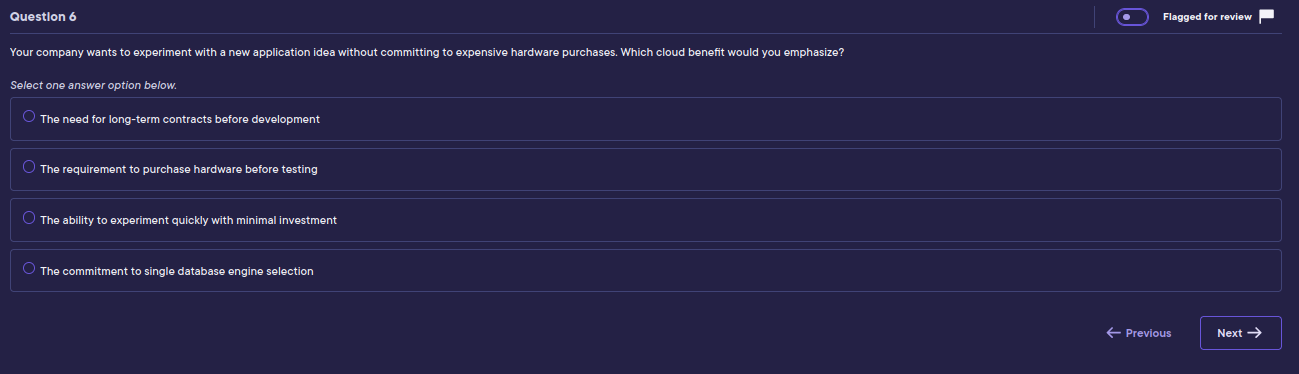 Question 6
Flagged for review
Your company wants to experiment with a new application idea without committing to expensive hardware purchases. Which cloud benefit would you emphasize?
Select one answer option below.
The need for long-term contracts before development
The requirement to purchase hardware before testing
The ability to experiment quickly with minimal investment
The commitment to single database engine selection
Previous
Next